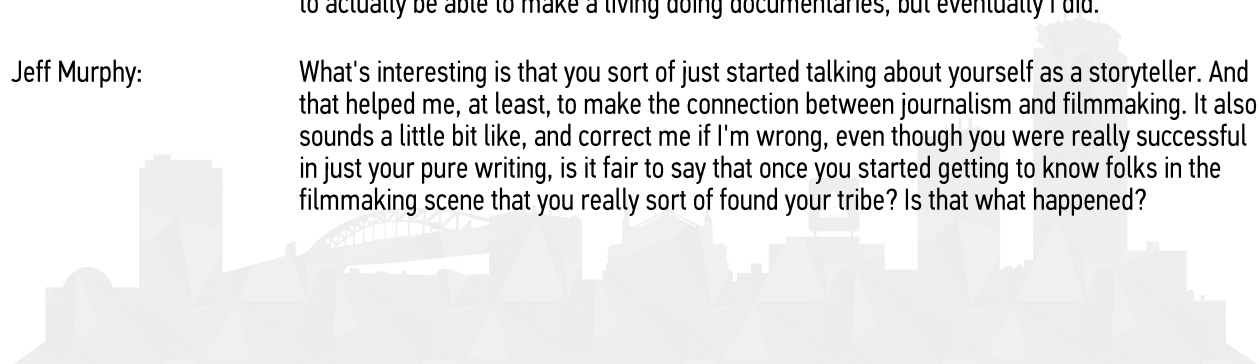 to actually be able to make a living doing documentaries, but eventually I did.
Jeff Murphy: What's interesting is that you sort of just started talking about yourself as a storyteller. And
that helped me, at least, to make the connection between journalism and filmmaking. It also
sounds a little bit like, and correct me if I'm wrong, even though you were really successful
in just your pure writing, is it fair to say that once you started getting to know folks in the
filmmaking scene that you really sort of found your tribe? Is that what happened?